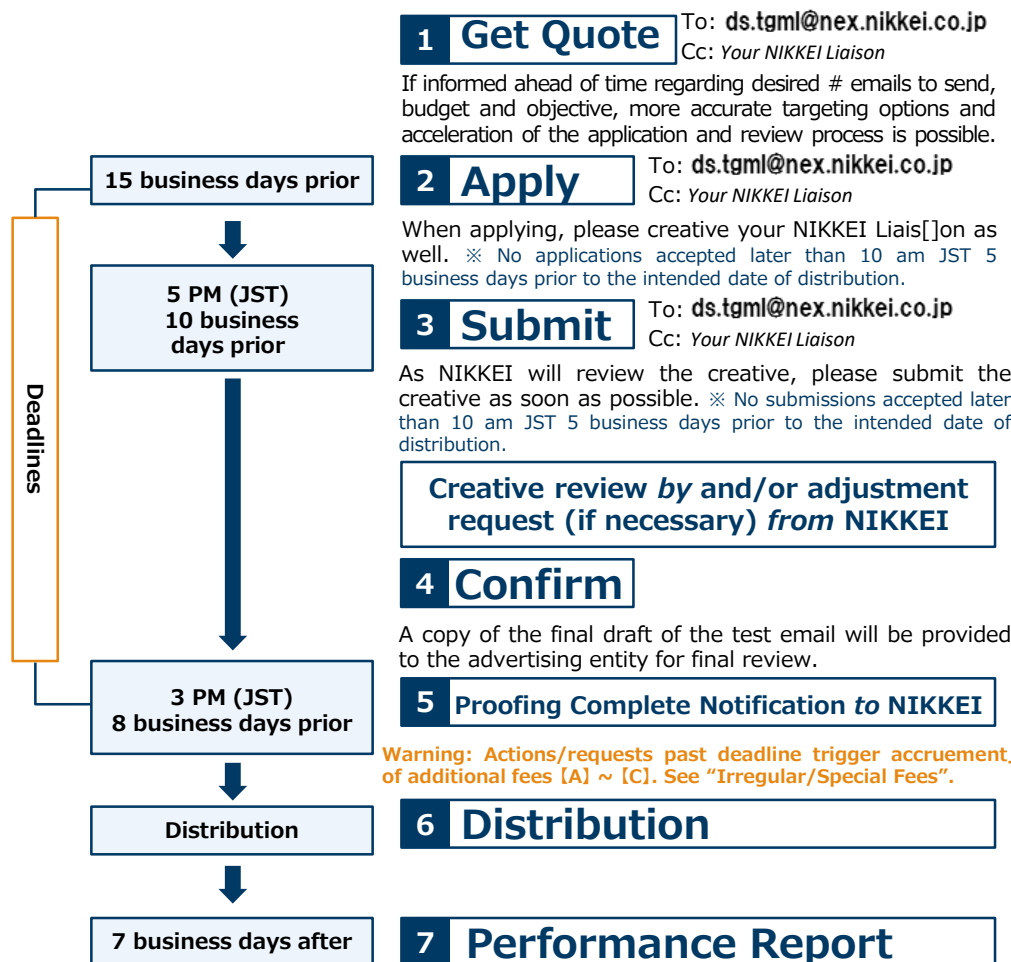 1 Get Quote
To: ds.tgml@nex.nikkei.co.jp
Cc: Your NIKKEI Liaison
If informed ahead of time regarding desired # emails to send,
budget and objective, more accurate targeting options and
acceleration of the application and review process is possible.
15 business days prior
2 Apply
To: ds.tgml@nex.nikkei.co.jp
Cc: Your NIKKEI Liaison
When applying, please creative your NIKKEI Liais[]on as
well. ※ No applications accepted later than 10 am JST 5
business days prior to the intended date of distribution.
5 PM (JST)
10 business
days prior
3 Submit
To: ds.tgml@nex.nikkei.co.jp
Cc: Your NIKKEI Liaison
As NIKKEI will review the creative, please submit the
creative as soon as possible. ※ No submissions accepted later
than 10 am JST 5 business days prior to the intended date of
distribution.
Deadlines
Creative review by and/or adjustment
request (if necessary) from NIKKEI
4 Confirm
A copy of the final draft of the test email will be provided
to the advertising entity for final review.
3 PM (JST)
8 business days prior
5 Proofing Complete Notification to NIKKEI
Warning: Actions/requests past deadline trigger accruement
of additional fees【A】~【C】. See “Irregular/Special Fees”.
Distribution
6 Distribution
7 business days after
7 Performance Report